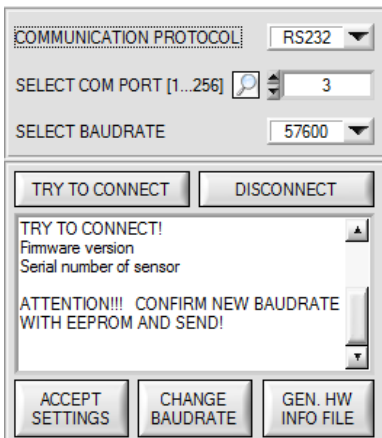 COMMUNICATION PROTOCOL RS232
SELECT COM PORT [1...256] 3
SELECT BAUDRATE 57600
TRY TO CONNECT DISCONNECT
TRY TO CONNECT!
Firmware version
Serial number of sensor
ATTENTION!!! CONFIRM NEW BAUDRATE
WITH EEPROM AND SEND!
ACCEPT CHANGE GEN. HW
SETTINGS BAUDRATE INFO FILE